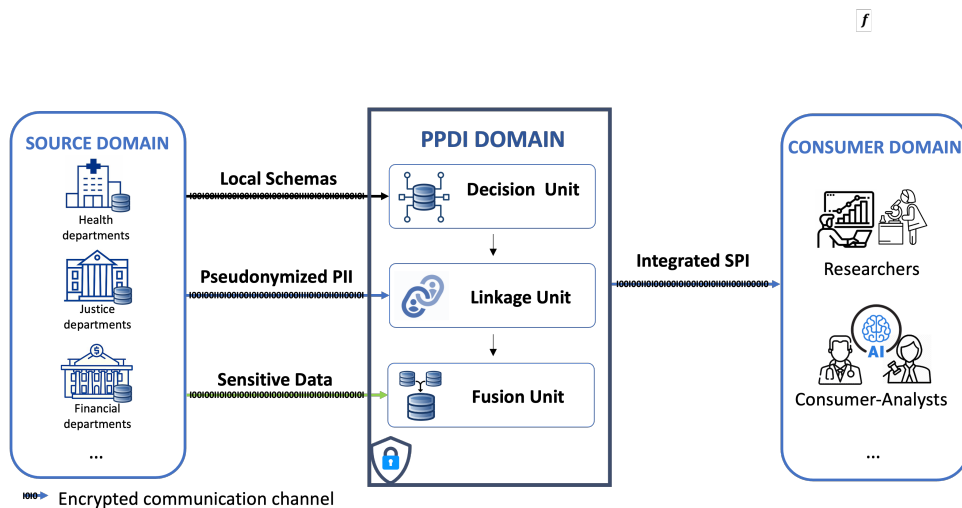 f
SOURCE DOMAIN
Health
departments
Justice
departments
Financial
departments
...
Local Schemas
Pseudonymized PII
Sensitive Data
PPDI DOMAIN
Decision Unit
Linkage Unit
Fusion Unit
Integrated SPI
CONSUMER DOMAIN
Researchers
AI
Consumer-Analysts
...
Encrypted communication channel